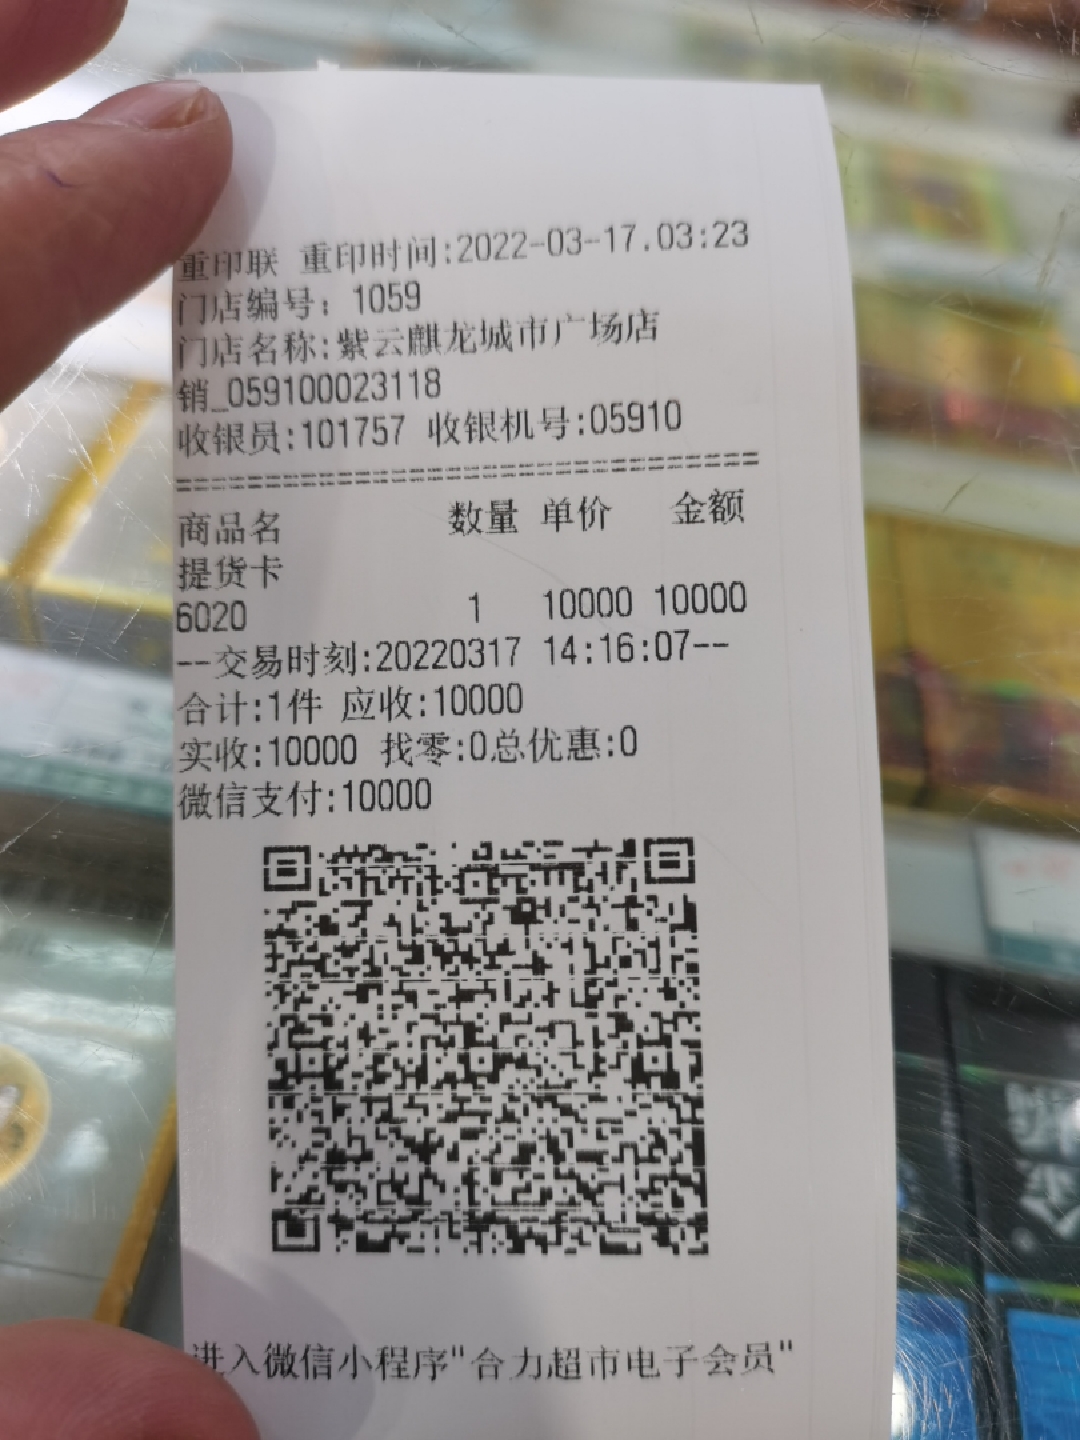 重印联 重印时间:2022-03-17.03:23
门店编号: 1059
门店名称:紫云麒龙城市广场店
销_059100023118
收银员:101757 收银机号:05910
商品名 数量 单价 金额
提货卡
6020 1 10000 10000
--交易时刻:20220317 14:16:07--
合计:1件 应收:10000
实收:10000 找零:0总优惠:0
微信支付:10000
进入微信小程序"合力超市电子会员"